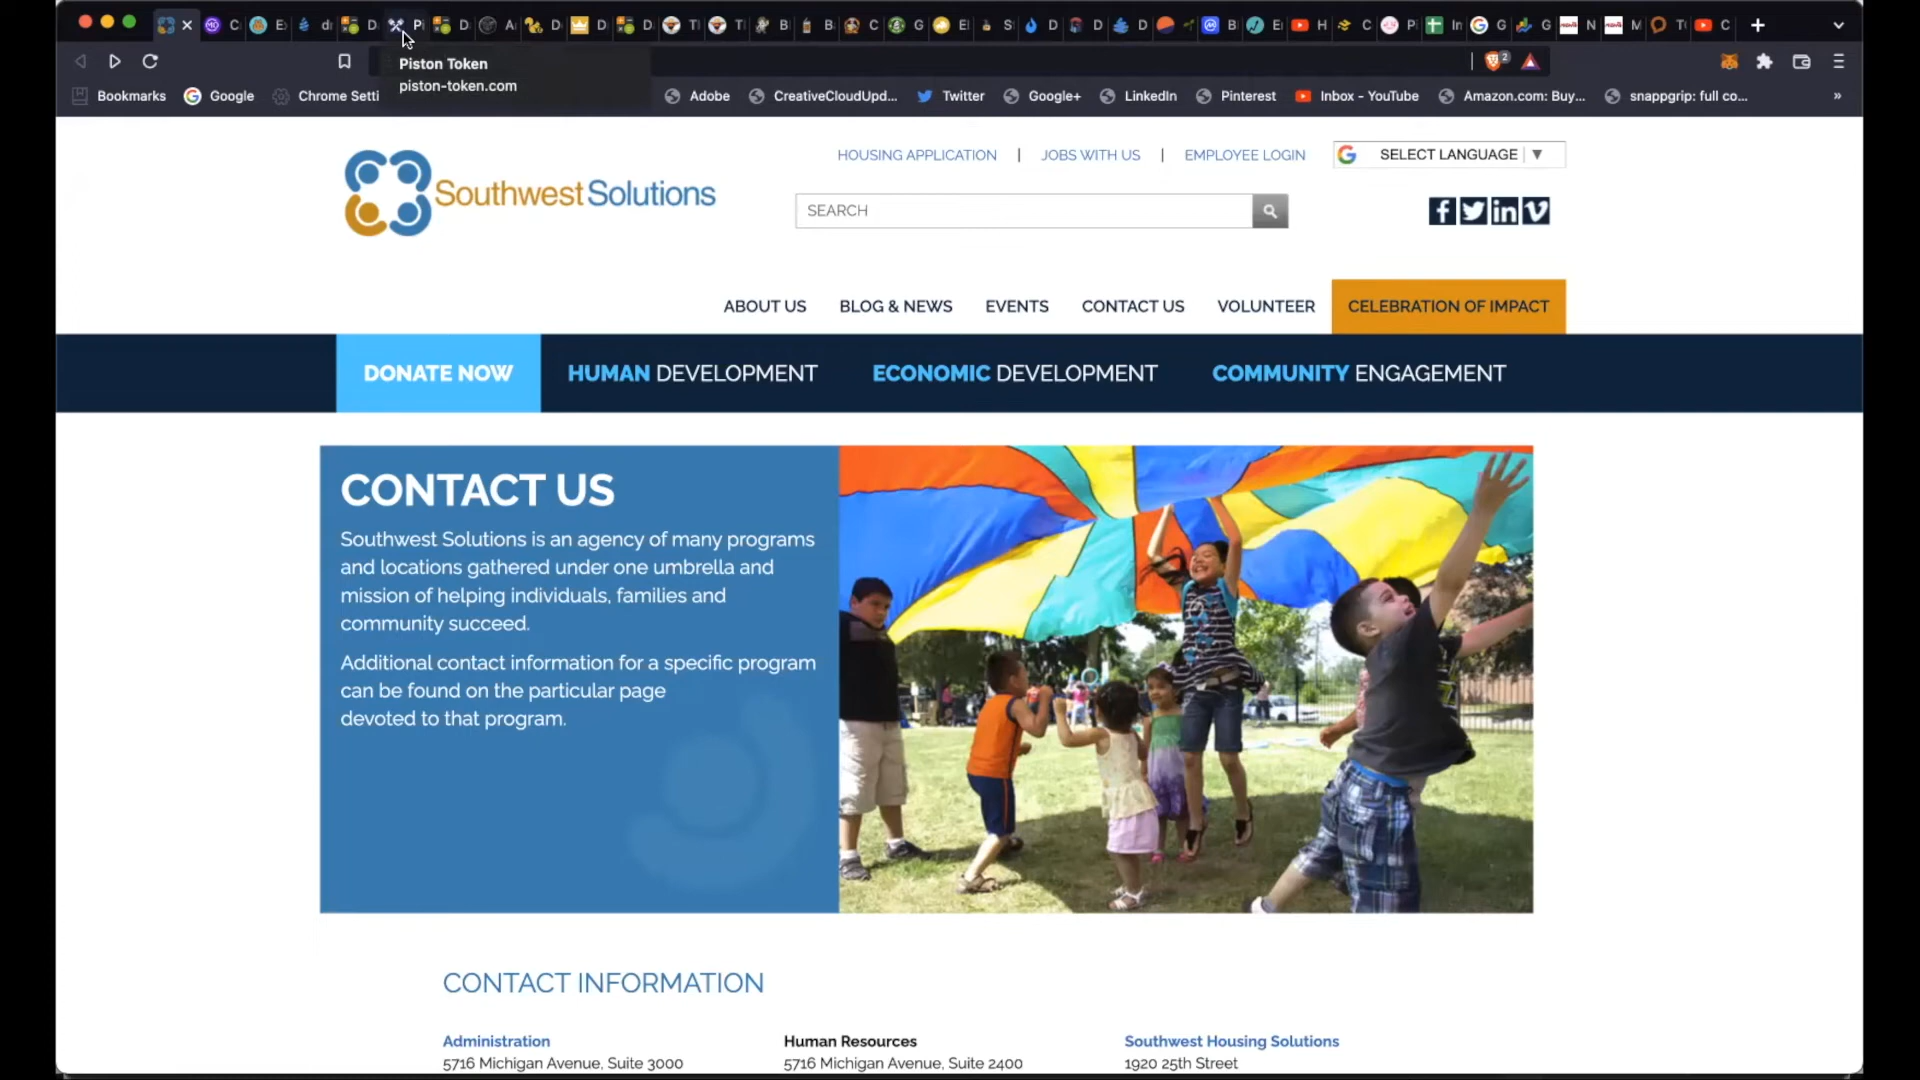 Piston Token
piston-token.com
Bookmarks
Google
Chrome Setti
Adobe
CreativeCloudUpd...
Twitter
Google+
LinkedIn
Pinterest
Inbox - YouTube
Amazon.com: Buy...
snappgrip: full co...
»
HOUSING APPLICATION | JOBS WITH US | EMPLOYEE LOGIN
SELECT LANGUAGE ▼
SouthwestSolutions
SEARCH
ABOUT US
BLOG & NEWS
EVENTS
CONTACT US
VOLUNTEER
CELEBRATION OF IMPACT
DONATE NOW
HUMAN DEVELOPMENT
ECONOMIC DEVELOPMENT
COMMUNITY ENGAGEMENT
CONTACT US
Southwest Solutions is an agency of many programs
and locations gathered under one umbrella and
mission of helping individuals, families and
community succeed.
Additional contact information for a specific program
can be found on the particular page
devoted to that program.
CONTACT INFORMATION
Administration
5716 Michigan Avenue, Suite 3000
Human Resources
5716 Michigan Avenue, Suite 2400
Southwest Housing Solutions
1920 25th Street